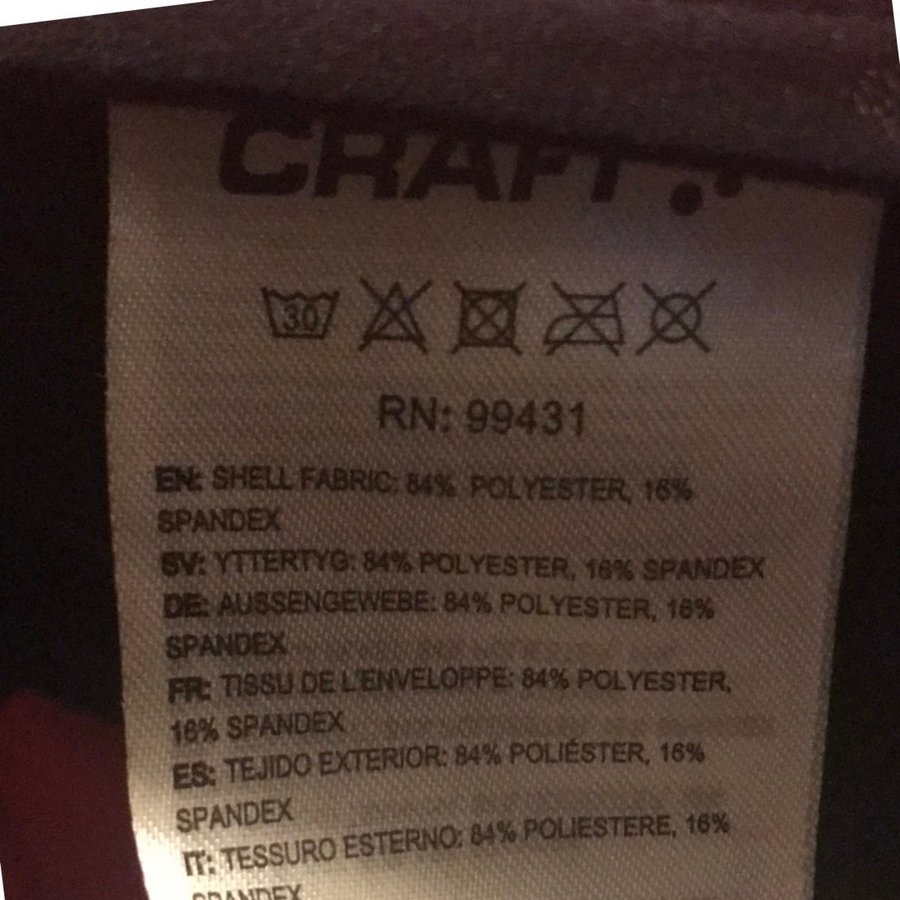 CRAFT
30
RN: 99431
EN: SHELL FABRIC: 84% POLYESTER, 16%
SPANDEX
SV: YTTERTYG: 84% POLYESTER, 16% SPANDEX
DE: AUSSENGEWEBE: 84% POLYESTER, 16%
SPANDEX
FR: TISSU DE L'ENVELOPPE: 84% POLYESTER,
16% SPANDEX
ES: TEJIDO EXTERIOR: 84% POLIÉSTER, 16%
SPANDEX
IT: TESSURO ESTERNO: 84% POLIESTERE, 16%
SPANDEX